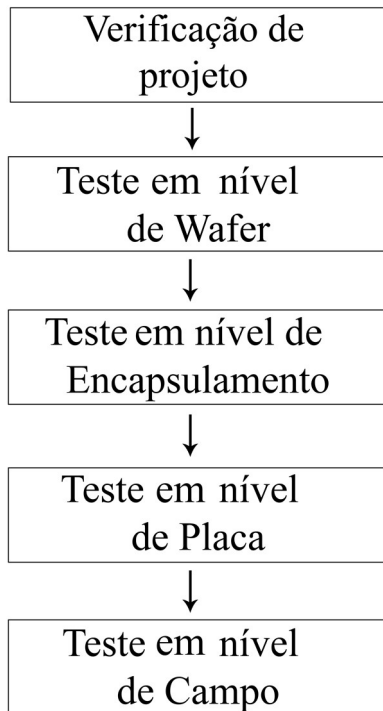 Verificação de
projeto
Teste em nível
de Wafer
Teste em nível de
Encapsulamento
Teste em nível
de Placa
Teste em nível
de Campo